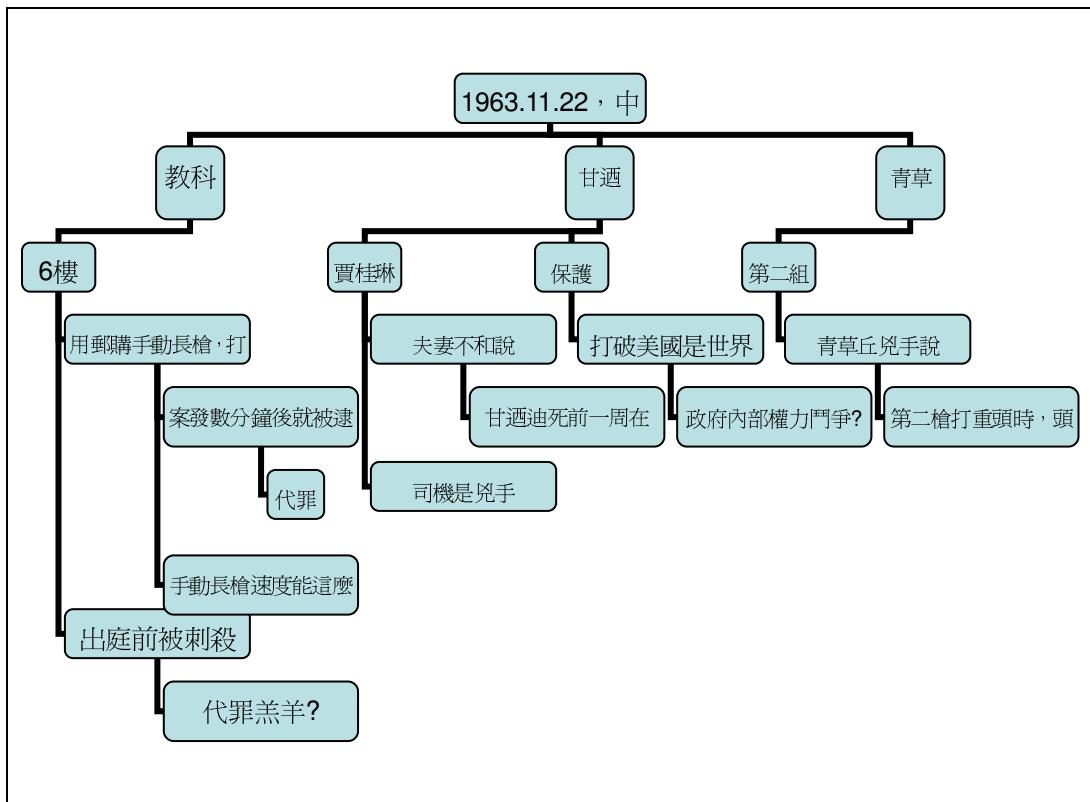 1963.11.22，中
教科
甘迺
青草
6樓
賈桂琳
保護
第二組
用郵購手動長槍，打
夫妻不和說
打破美國是世界
青草丘兇手說
案發數分鐘後就被逮
甘迺迪死前一周在
政府內部權力鬥爭?
第二槍打重頭時，頭
代罪
司機是兇手
手動長槍速度能這麼
出庭前被刺殺
代罪羔羊?